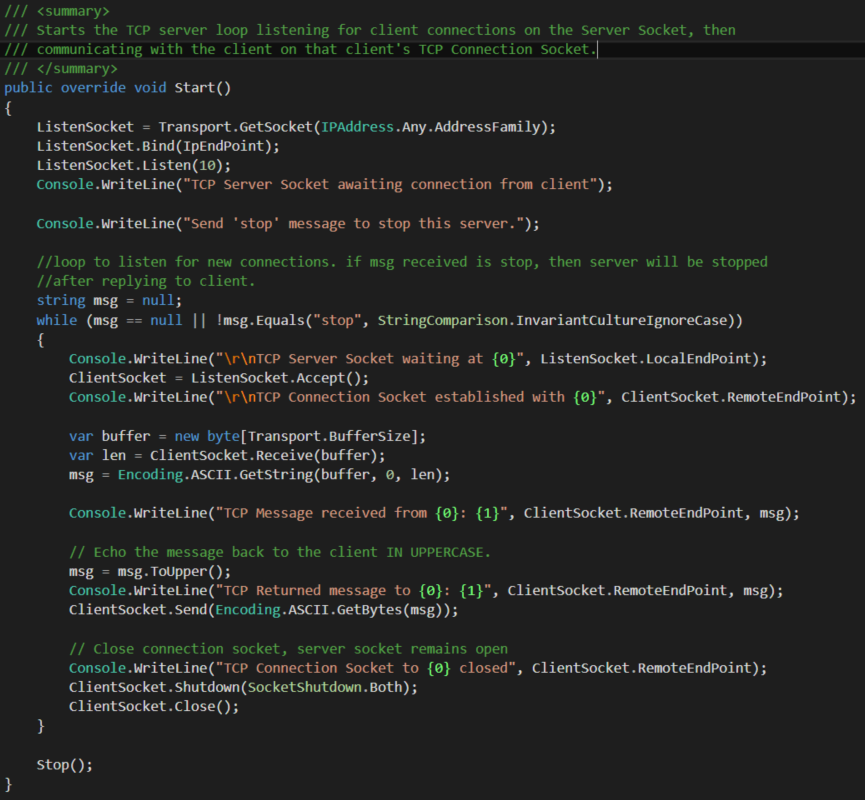 /// <summary>
/// Starts the TCP server loop listening for client connections on the Server Socket, then
/// communicating with the client on that client's TCP Connection Socket.
/// </summary>
public override void Start()
{
    ListenSocket = Transport.GetSocket(IPAddress.Any.AddressFamily);
    ListenSocket.Bind(IpEndPoint);
    ListenSocket.Listen(10);
    Console.WriteLine("TCP Server Socket awaiting connection from client");

    Console.WriteLine("Send 'stop' message to stop this server.");

    //loop to listen for new connections. if msg received is stop, then server will be stopped
    //after replying to client.
    string msg = null;
    while (msg == null || !msg.Equals("stop", StringComparison.InvariantCultureIgnoreCase))
    {
        Console.WriteLine("\r\nTCP Server Socket waiting at {0}", ListenSocket.LocalEndPoint);
        ClientSocket = ListenSocket.Accept();
        Console.WriteLine("\r\nTCP Connection Socket established with {0}", ClientSocket.RemoteEndPoint);

        var buffer = new byte[Transport.BufferSize];
        var len = ClientSocket.Receive(buffer);
        msg = Encoding.ASCII.GetString(buffer, 0, len);

        Console.WriteLine("TCP Message received from {0}: {1}", ClientSocket.RemoteEndPoint, msg);

        // Echo the message back to the client IN UPPERCASE.
        msg = msg.ToUpper();
        Console.WriteLine("TCP Returned message to {0}: {1}", ClientSocket.RemoteEndPoint, msg);
        ClientSocket.Send(Encoding.ASCII.GetBytes(msg));

        // Close connection socket, server socket remains open
        Console.WriteLine("TCP Connection Socket to {0} closed", ClientSocket.RemoteEndPoint);
        ClientSocket.Shutdown(SocketShutdown.Both);
        ClientSocket.Close();
    }

    Stop();
}